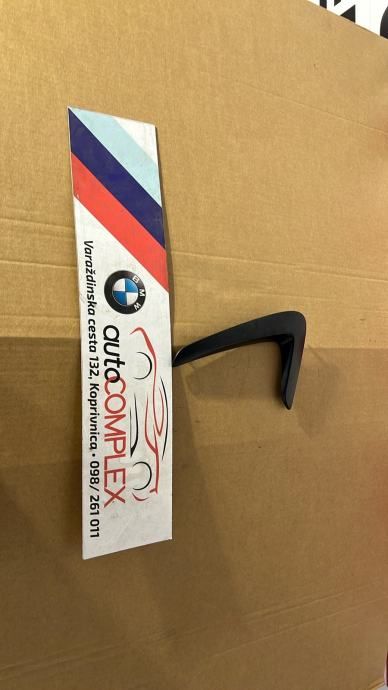 BMW
autoCOMPLEX
Varaždinska cesta 132, Koprivnica • 098/ 261 011